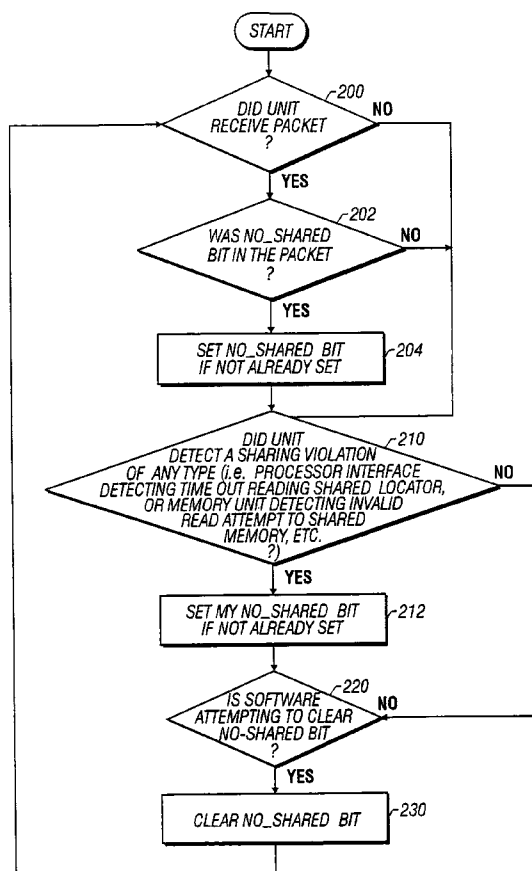 START
200
DID UNIT
RECEIVE PACKET
?
NO
YES
202
WAS NO_SHARED
BIT IN THE PACKET
?
NO
YES
SET NO_SHARED BIT
IF NOT ALREADY SET
204
DID UNIT
210
DETECT A SHARING VIOLATION
OF ANY TYPE (i.e. PROCESSOR INTERFACE
DETECTING TIME OUT READING SHARED LOCATOR,
OR MEMORY UNIT DETECTING INVALID
READ ATTEMPT TO SHARED
MEMORY, ETC.
?)
NO
YES
SET MY NO_SHARED BIT
IF NOT ALREADY SET
212
220
IS SOFTWARE
ATTEMPTING TO CLEAR
NO-SHARED BIT
?
NO
YES
CLEAR NO_SHARED BIT
230